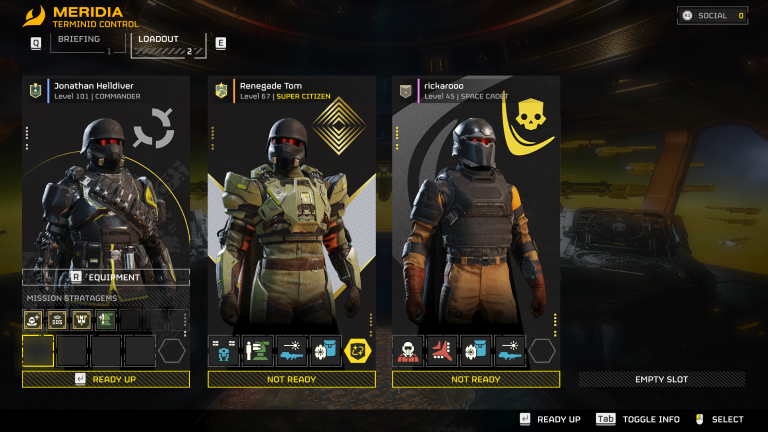 MERIDIA
TERMINID CONTROL
SOCIAL 0
Q
BRIEFING
1
LOADOUT
2
E
Jonathan Helldiver
Level 101 | COMMANDER
Renegade Tom
Level 67 | SUPER CITIZEN
rickarooo
Level 45 | SPACE CADET
R / EQUIPMENT
MISSION STRATAGEMS
SOS
READY UP
NOT READY
NOT READY
EMPTY SLOT
READY UP
Tab TOGGLE INFO
SELECT